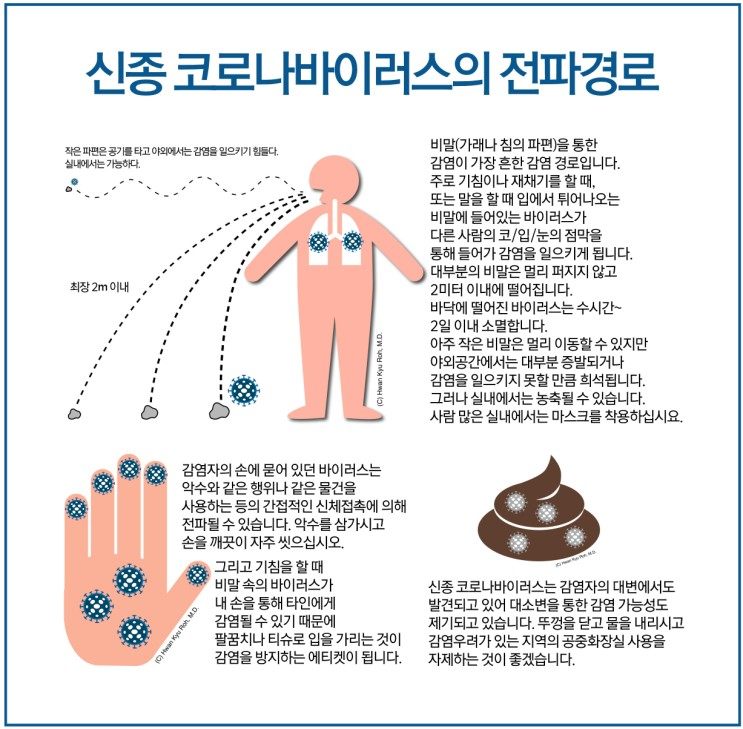 신종 코로나바이러스의 전파경로
작은 파편은 공기를 타고 야외에서는 감염을 일으키기 힘들다.
실내에서는 가능하다.
최장 2m 이내
(C) Hwan Kyu Roh, M.D.
비말(가래나 침의 파편)을 통한
감염이 가장 흔한 감염 경로입니다.
주로 기침이나 재채기를 할 때,
또는 말을 할 때 입에서 튀어나오는
비말에 들어있는 바이러스가
다른 사람의 코/입/눈의 점막을
통해 들어가 감염을 일으키게 됩니다.
대부분의 비말은 멀리 퍼지지 않고
2미터 이내에 떨어집니다.
바닥에 떨어진 바이러스는 수시간~
2일 이내 소멸합니다.
아주 작은 비말은 멀리 이동할 수 있지만
야외공간에서는 대부분 증발되거나
감염을 일으키지 못할 만큼 희석됩니다.
그러나 실내에서는 농축될 수 있습니다.
사람 많은 실내에서는 마스크를 착용하십시요.
감염자의 손에 묻어 있던 바이러스는
악수와 같은 행위나 같은 물건을
사용하는 등의 간접적인 신체접촉에 의해
전파될 수 있습니다. 악수를 삼가시고
손을 깨끗이 자주 씻으십시오.
그리고 기침을 할 때
비말 속의 바이러스가
내 손을 통해 타인에게
감염될 수 있기 때문에
팔꿈치나 티슈로 입을 가리는 것이
감염을 방지하는 에티켓이 됩니다.
(C) Hwan Kyu Roh, M.D.
(C) Hwan Kyu Roh, M.D.
신종 코로나바이러스는 감염자의 대변에서도
발견되고 있어 대소변을 통한 감염 가능성도
제기되고 있습니다. 뚜껑을 닫고 물을 내리시고
감염우려가 있는 지역의 공중화장실 사용을
자제하는 것이 좋겠습니다.